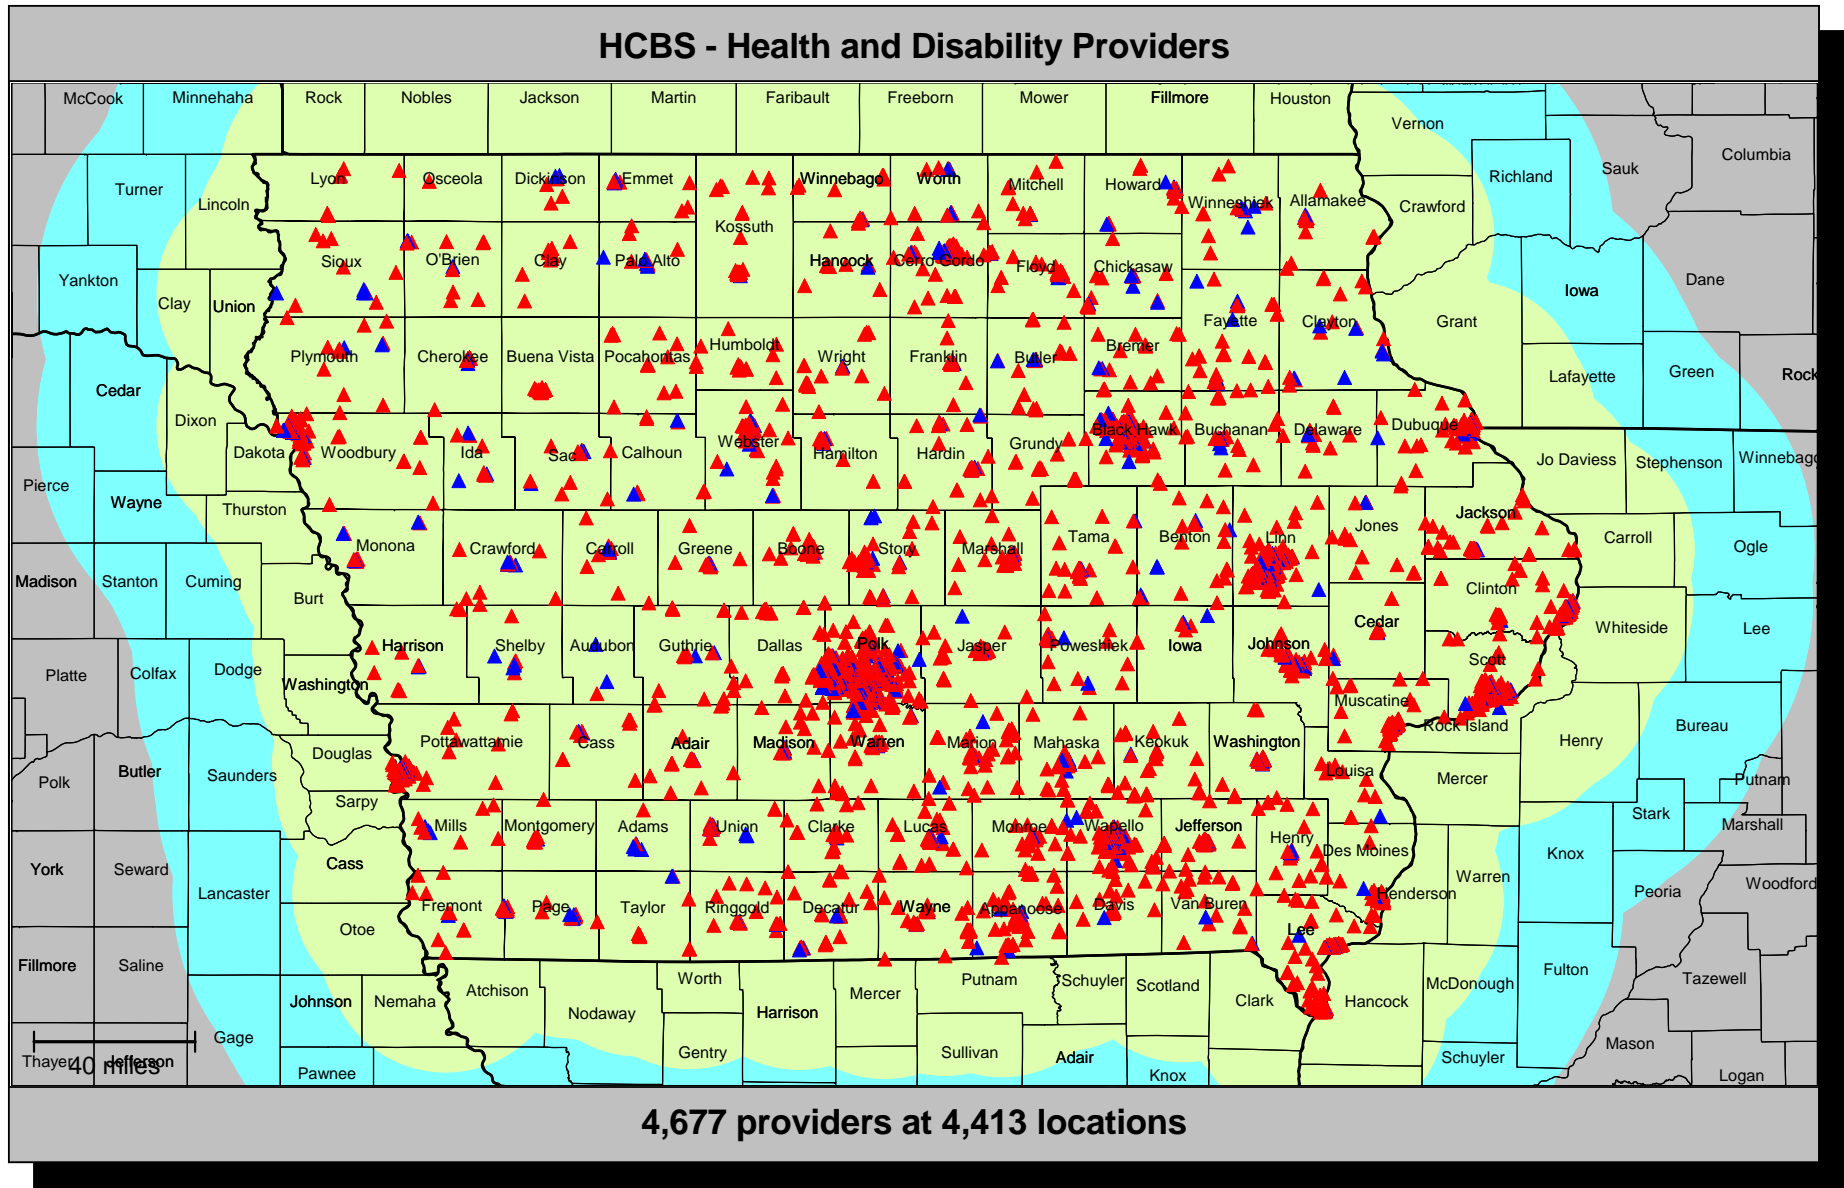 HCBS - Health and Disability Providers
McCook Minnehaha Rock Nobles Jackson Martin Faribault Freeborn Mower Fillmore Houston
Vernon
Sauk Columbia
Turner Lincoln Lyon Osceola Dickinson Emmet Winnebago Worth Mitchell Howard Winneshiek Allamakee Crawford Richland
Kossuth
Yankton Clay Union Sioux O'Brien Clay Palo Alto Hancock Cerro Gordo Floyd Chickasaw Iowa Dane
Fayette Clayton Grant
Plymouth Cherokee Buena Vista Pocahontas Humboldt Wright Franklin Butler Bremer Lafayette Green Rock
Cedar
Dixon
Dakota Woodbury Ida Sac Calhoun Webster Hamilton Hardin Grundy Black Hawk Buchanan Delaware Dubuque
Jo Daviess Stephenson Winnebago
Pierce Wayne Thurston
Monona Crawford Carroll Greene Boone Story Marshall Tama Benton Linn Jones Jackson Carroll Ogle
Madison Stanton Cuming
Burt Clinton
Whiteside Lee
Harrison Shelby Audubon Guthrie Dallas Polk Jasper Poweshiek Iowa Johnson Cedar Scott
Platte Colfax Dodge Washington
Muscatine Rock Island
Pottawattamie Cass Adair Madison Warren Marion Mahaska Keokuk Washington Henry Bureau
Douglas
Polk Butler Saunders Louisa Mercer Putnam
Sarpy
Mills Montgomery Adams Union Clarke Lucas Monroe Wapello Jefferson Henry Des Moines Stark Marshall
York Seward Cass Knox
Lancaster Warren Peoria Woodford
Fremont Page Taylor Ringgold Decatur Wayne Appanoose Davis Van Buren Henderson
Otoe Lee
Fillmore Saline Fulton
Johnson Nemaha Atchison Nodaway Worth Harrison Mercer Putnam Schuyler Scotland Clark Hancock McDonough Tazewell
Gage Gentry Sullivan Adair Schuyler Mason
Thayer Jefferson
40 miles
Pawnee Knox Logan
4,677 providers at 4,413 locations